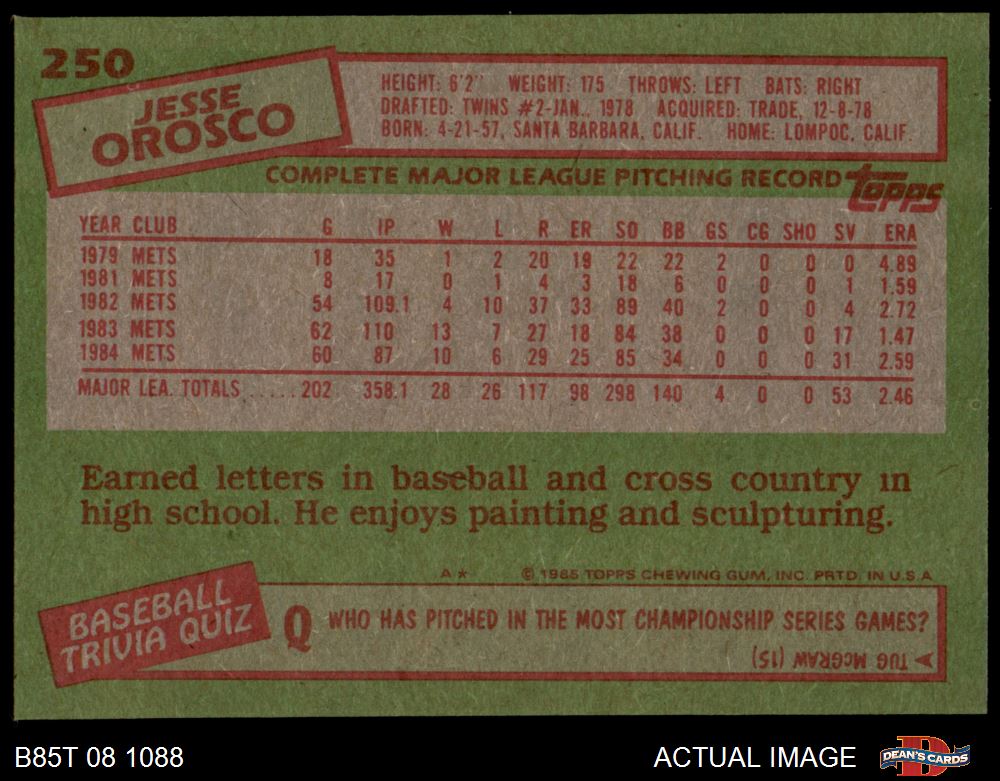 250
JESSE
OROSCO
HEIGHT: 6'2" WEIGHT: 175 THROWS: LEFT BATS: RIGHT
DRAFTED: TWINS #2-JAN., 1978 ACQUIRED: TRADE, 12-8-78
BORN: 4-21-57, SANTA BARBARA, CALIF. HOME: LOMPOC, CALIF.
COMPLETE MAJOR LEAGUE PITCHING RECORD topps
YEAR CLUB G IP W L R ER SO BB GS CG SHO SV ERA
1979 METS 18 35 1 2 20 19 22 22 2 0 0 0 4.89
1981 METS 8 17 0 1 4 3 18 6 0 0 0 1 1.59
1982 METS 54 109.1 4 10 37 33 89 40 2 0 0 4 2.72
1983 METS 62 110 13 7 27 18 84 38 0 0 0 17 1.47
1984 METS 60 87 10 6 29 25 85 34 0 0 0 31 2.59
MAJOR LEA. TOTALS ..... 202 358.1 28 26 117 98 298 140 4 0 0 53 2.46
Earned letters in baseball and cross country in
high school. He enjoys painting and sculpturing.
A* © 1985 TOPPS CHEWING GUM, INC. PRTD. IN U.S.A
BASEBALL
TRIVIA QUIZ
Q WHO HAS PITCHED IN THE MOST CHAMPIONSHIP SERIES GAMES?
A TUG McGRAW (15)
B85T 08 1088 ACTUAL IMAGE DEAN'S CARDS